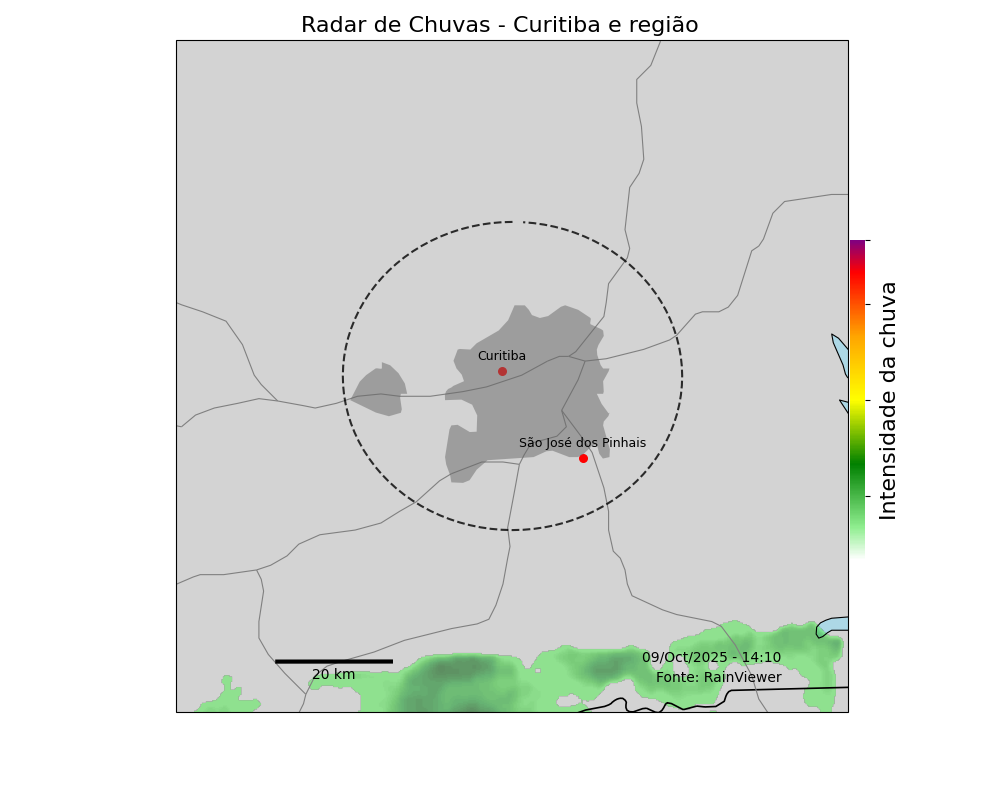 Radar de Chuvas - Curitiba e região
Curitiba
São José dos Pinhais
Intensidade da chuva
09/Oct/2025 - 14:10
20 km
Fonte: RainViewer